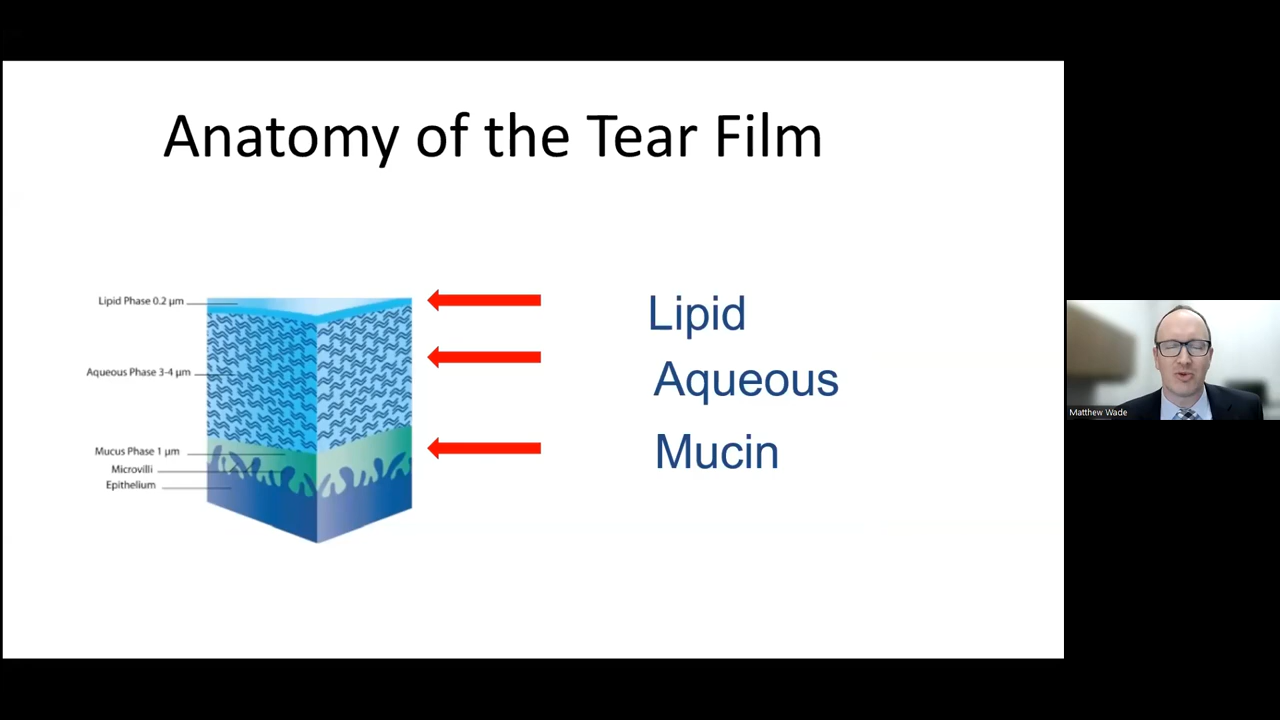 Anatomy of the Tear Film
Lipid Phase 0.2 µm
Aqueous Phase 3-4 µm
Mucus Phase 1 µm
Microvilli
Epithelium
Lipid
Aqueous
Mucin
Matthew Wade